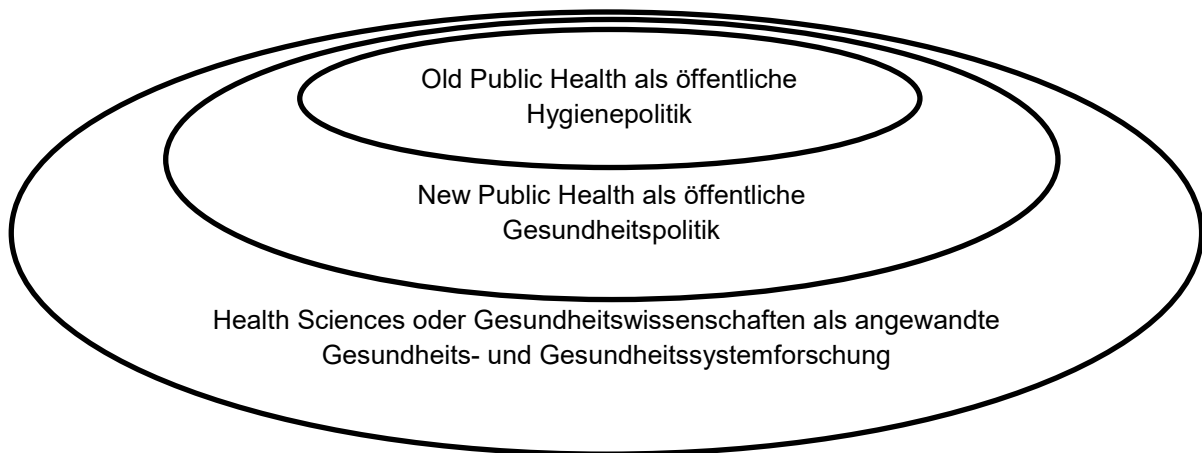 Old Public Health als öffentliche
Hygienepolitik
New Public Health als öffentliche
Gesundheitspolitik
Health Sciences oder Gesundheitswissenschaften als angewandte
Gesundheits- und Gesundheitssystemforschung